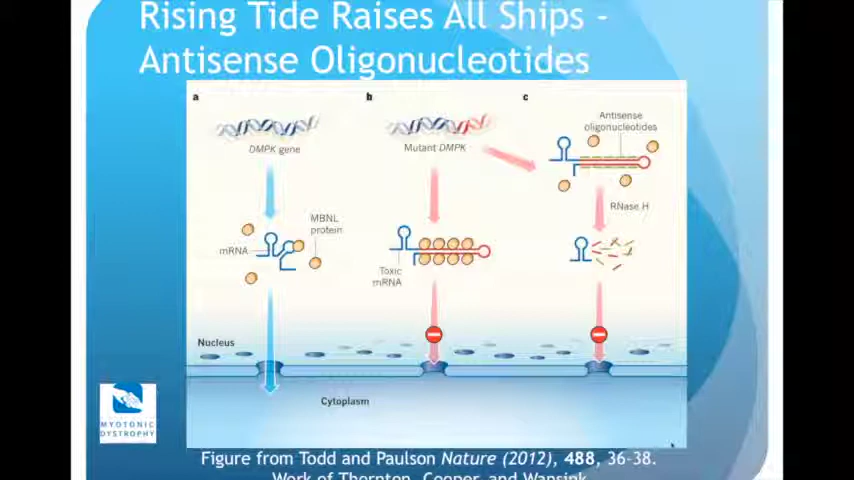 Rising Tide Raises All Ships -
Antisense Oligonucleotides
a
b
c
DMPK gene
Mutant DMPK
Antisense
oligonucleotides
RNase H
MBNL
protein
mRNA
Toxic
mRNA
Nucleus
Cytoplasm
MYOTONIC
DYSTROPHY
Figure from Todd and Paulson Nature (2012), 488, 36-38.
Work of Thornton, Cooper, and Wansink